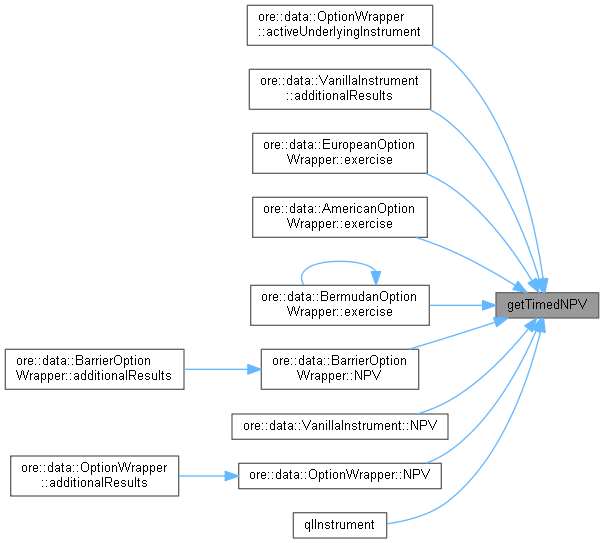 ore::data::OptionWrapper
::activeUnderlyingInstrument
ore::data::VanillaInstrument
::additionalResults
ore::data::EuropeanOption
Wrapper::exercise
ore::data::AmericanOption
Wrapper::exercise
ore::data::BermudanOption
Wrapper::exercise
getTimedNPV
ore::data::BarrierOption
Wrapper::additionalResults
ore::data::BarrierOption
Wrapper::NPV
ore::data::VanillaInstrument::NPV
ore::data::OptionWrapper
::additionalResults
ore::data::OptionWrapper::NPV
qlInstrument